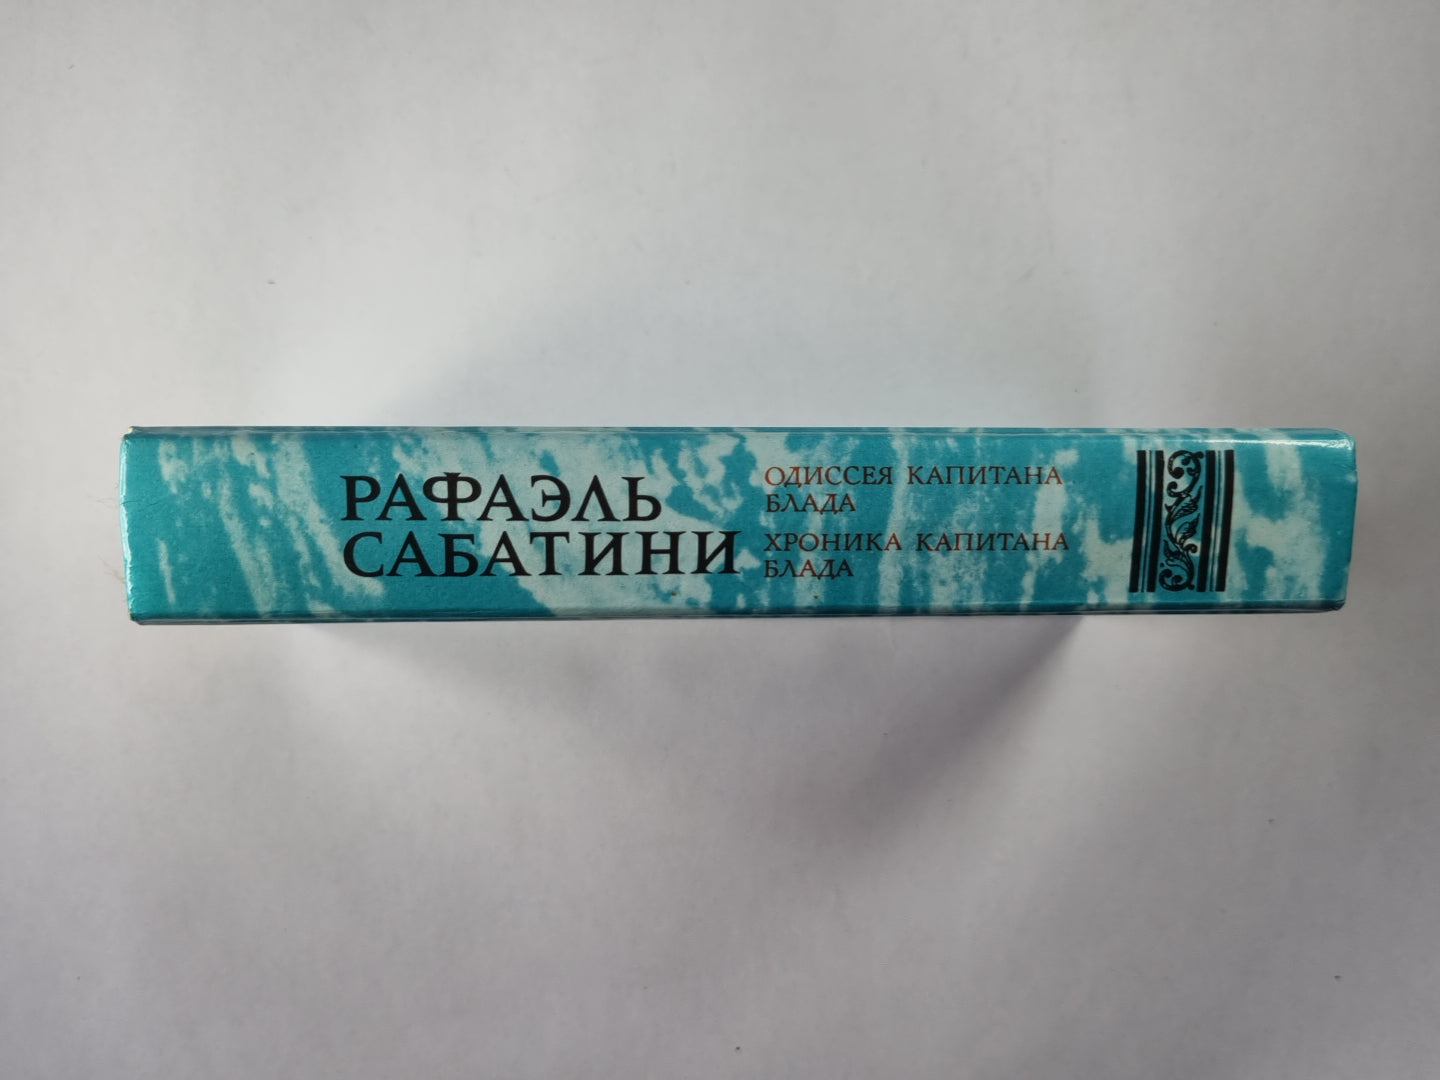 РАФАЭЛЬ
САБАТИНИ
ОДИССЕЯ КАПИТАНА
БЛАДА
ХРОНИКА КАПИТАНА
БЛАДА